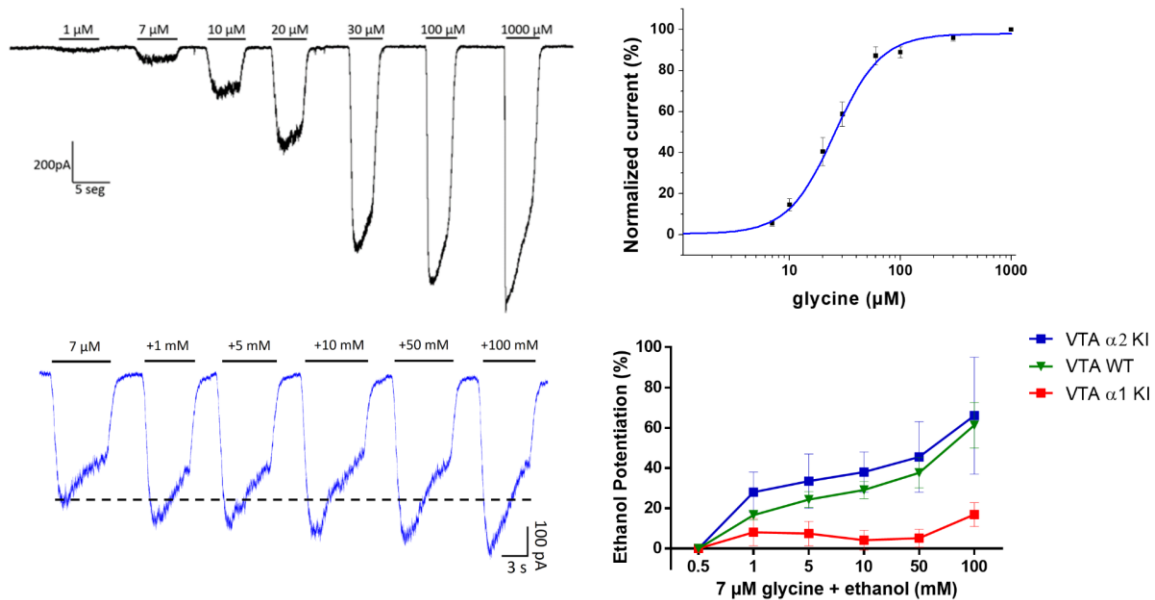 1 µM 7 µM 10 µM 20 µM 30 µM 100 µM 1000 µM
200pA
5 seg
Normalized current (%)
100
80
60
40
20
0
10 100 1000
glycine (µM)
7 µM +1 mM +5 mM +10 mM +50 mM +100 mM
100 pA
3 s
VTA α2 KI
VTA WT
VTA α1 KI
Ethanol Potentiation (%)
100
80
60
40
20
0
0.5 1 5 10 50 100
7 µM glycine + ethanol (mM)